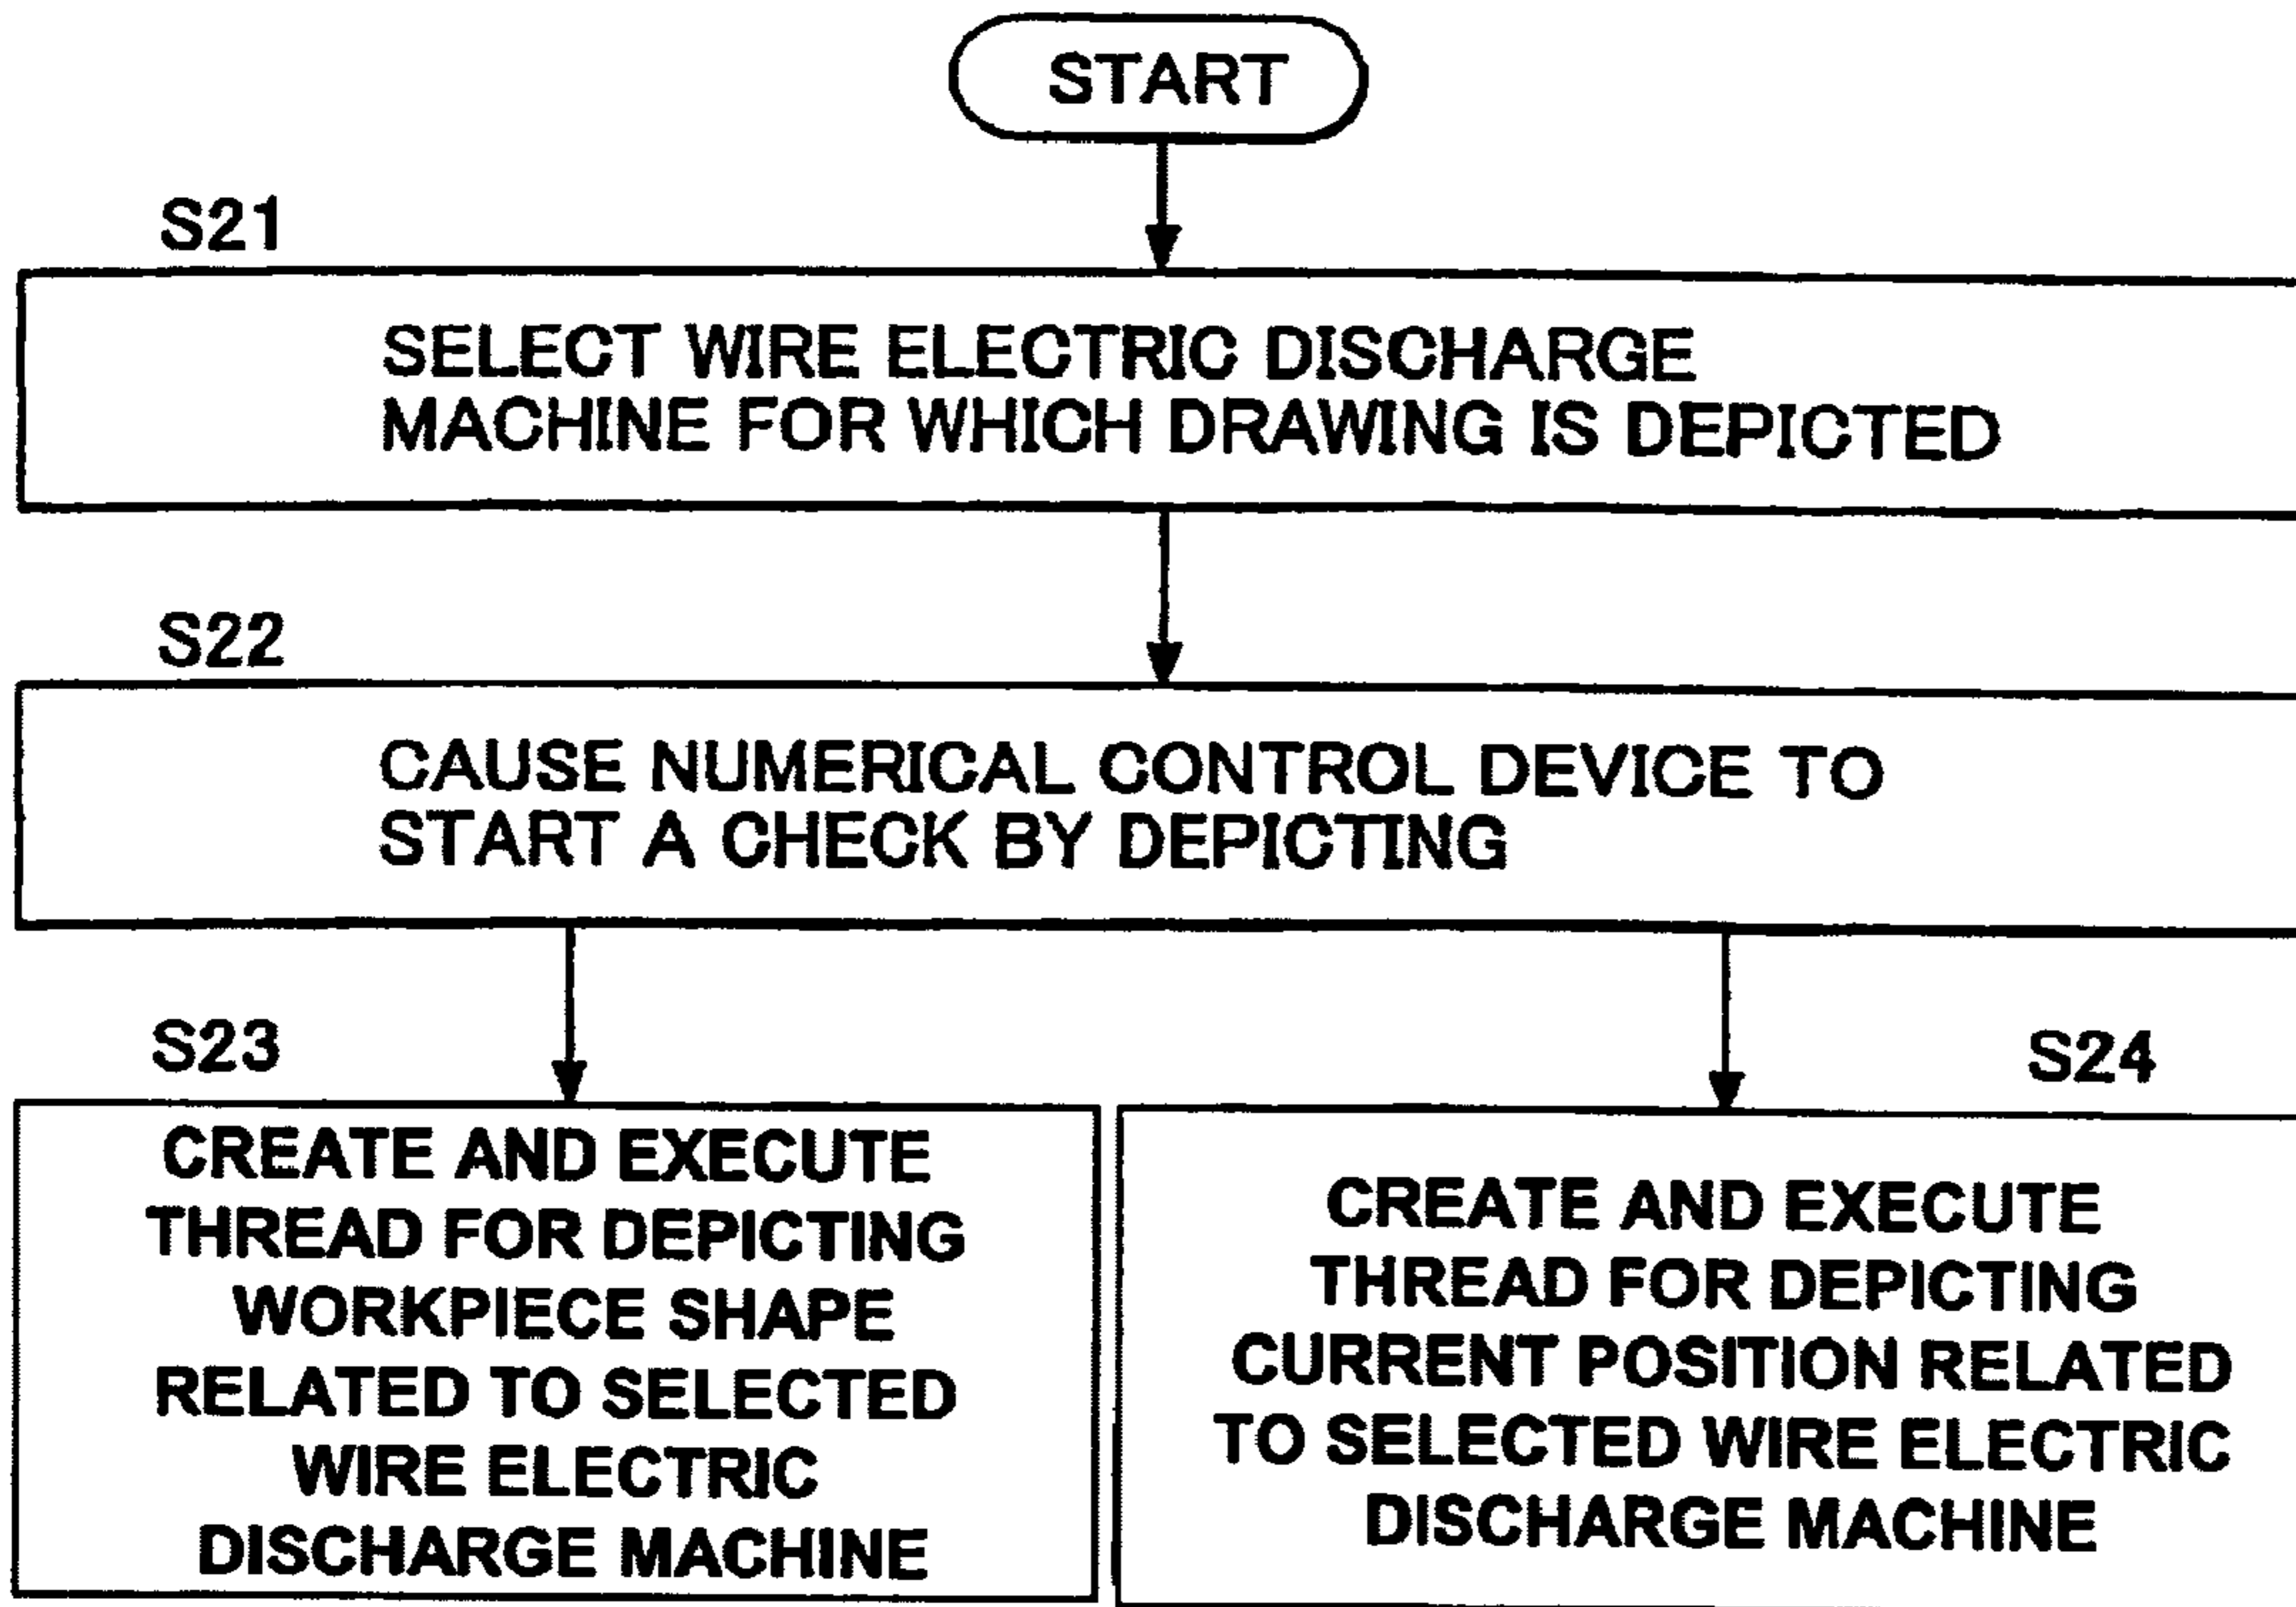 START
S21
SELECT WIRE ELECTRIC DISCHARGE
MACHINE FOR WHICH DRAWING IS DEPICTED
S22
CAUSE NUMERICAL CONTROL DEVICE TO
START A CHECK BY DEPICTING
S23
CREATE AND EXECUTE
THREAD FOR DEPICTING
WORKPIECE SHAPE
RELATED TO SELECTED
WIRE ELECTRIC
DISCHARGE MACHINE
S24
CREATE AND EXECUTE
THREAD FOR DEPICTING
CURRENT POSITION RELATED
TO SELECTED WIRE ELECTRIC
DISCHARGE MACHINE